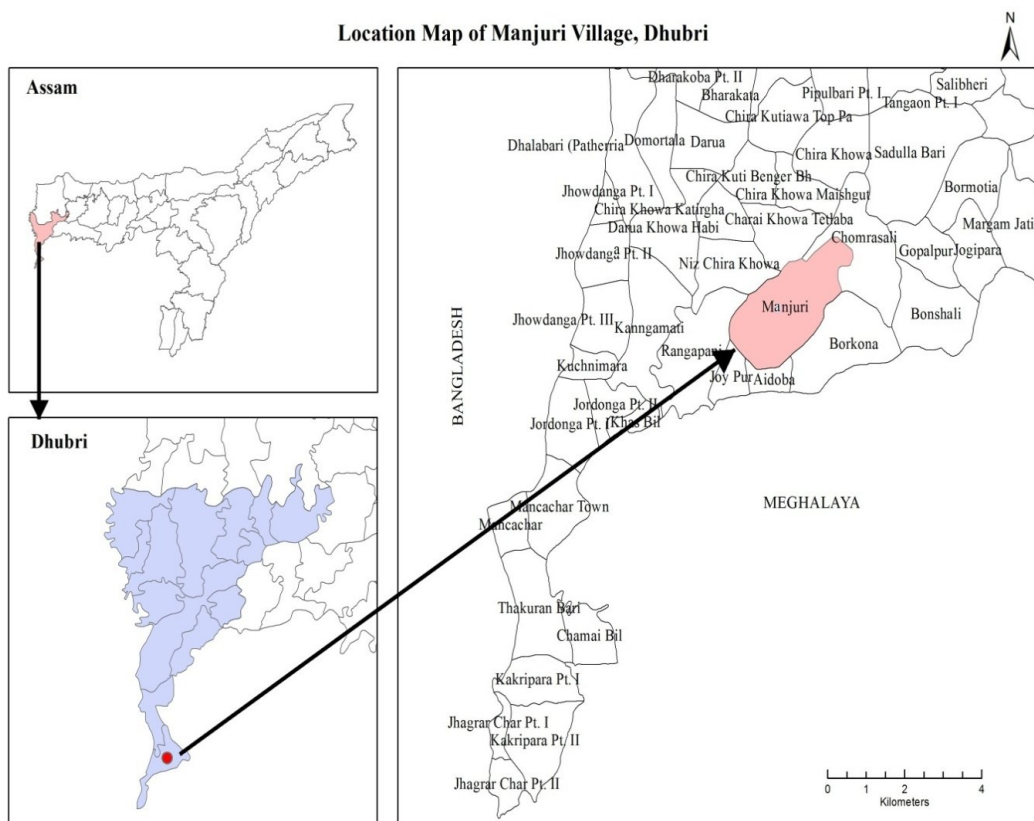 Location Map of Manjuri Village, Dhubri
N
Assam
Dhubri
Dharakoba Pt. II
Bharakata
Pipulbari Pt. I
Salibheri
Tangaon Pt. I
Chira Kutiawa Top Pa
Dhalabari (Patherria
Domortala
Darua
Chira Khowa
Sadulla Bari
Chira Kuti Benger Bh
Jhowdanga Pt. I
Chira Khowa Maishgut
Bormotia
Chira Khowa Katirgha
Darua Khowa Habi
Charai Khowa Tetlaba
Margam Jati
Chomrasali
a
Jhowdanga Pt. II
Niz Chira Khowa
Gopalpur
Jogipara
Manjuri
Bonshali
Jhowdanga Pt. III
Kanngamati
Borkona
BANGLADESH
Rangapani
Kuchnimara
Joy Pur
Aidoba
Jordonga Pt. II
Jordonga Pt. I
Khas Bil
MEGHALAYA
Mancachar Town
Mancachar
Thakuran Bari
Chamai Bil
Kakripara Pt. I
Jhagrar Char Pt. I
Kakripara Pt. II
Jhagrar Char Pt. II
0 1 2 4
Kilometers